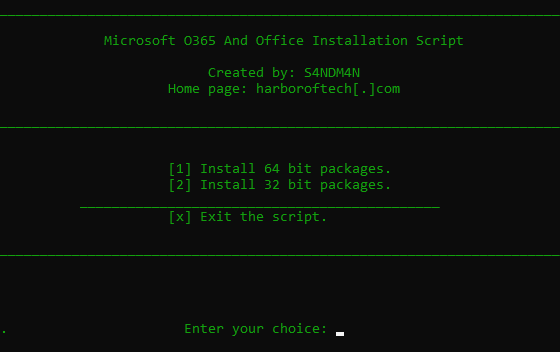 Microsoft O365 And Office Installation Script
Created by: S4NDM4N
Home page: harboroftech[.]com
[1] Install 64 bit packages.
[2] Install 32 bit packages.
[x] Exit the script.
. Enter your choice: